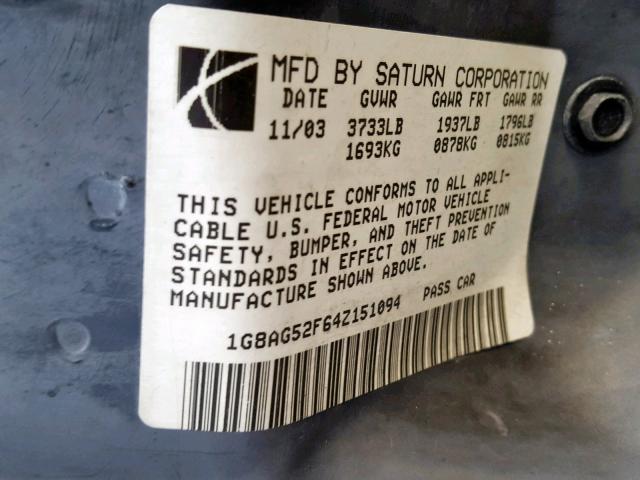 MFD BY SATURN CORPORATION
DATE GVWR GAWR FRT GAWR RR
11/03 3733LB 1937LB 1796LB
1693KG 0878KG 0815KG
THIS VEHICLE CONFORMS TO ALL APPLI-
CABLE U.S. FEDERAL MOTOR VEHICLE
SAFETY, BUMPER, AND THEFT PREVENTION
STANDARDS IN EFFECT ON THE DATE OF
MANUFACTURE SHOWN ABOVE.
1G8AG52F64Z151094 PASS CAR